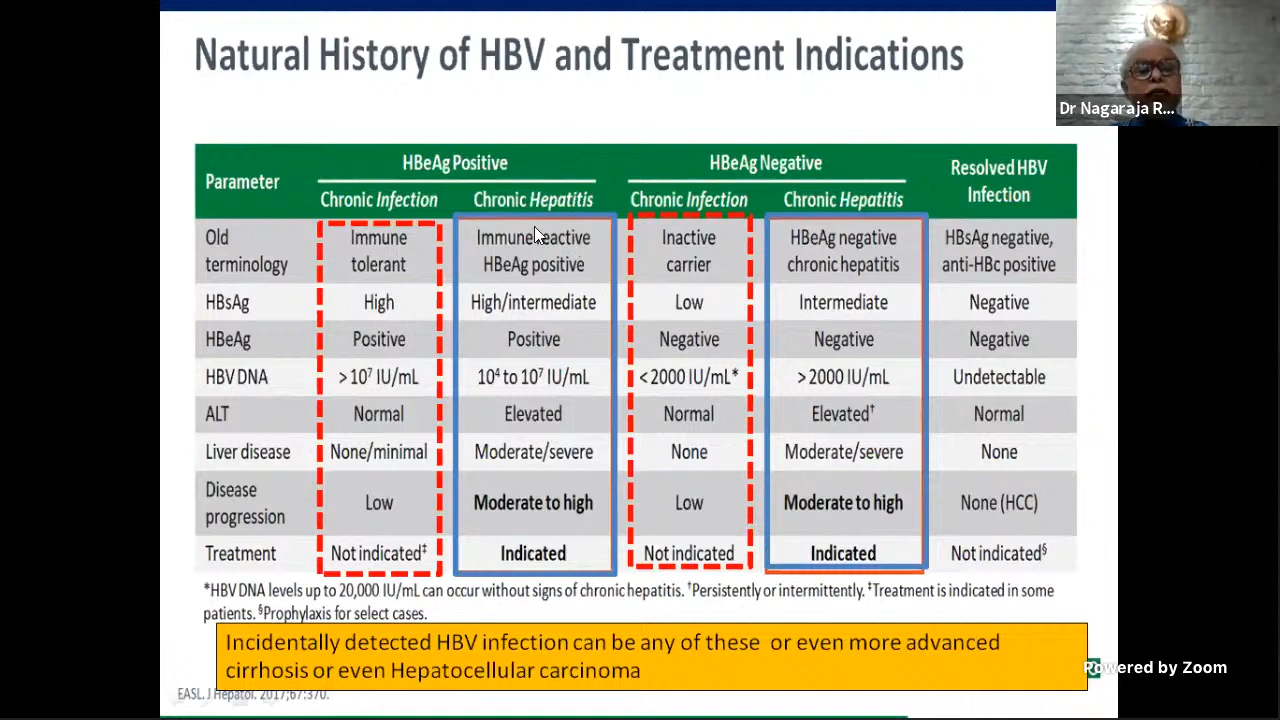 Natural History of HBV and Treatment Indications
Dr Nagaraja R...
Parameter HBeAg Positive HBeAg Negative Resolved HBV Infection
Chronic Infection Chronic Hepatitis Chronic Infection Chronic Hepatitis
Old terminology Immune tolerant Immune reactive HBeAg positive Inactive carrier HBeAg negative chronic hepatitis HBsAg negative, anti-HBc positive
HBsAg High High/intermediate Low Intermediate Negative
HBeAg Positive Positive Negative Negative Negative
HBV DNA > 10⁷ IU/mL 10⁴ to 10⁷ IU/mL < 2000 IU/mL* > 2000 IU/mL Undetectable
ALT Normal Elevated Normal Elevated† Normal
Liver disease None/minimal Moderate/severe None Moderate/severe None
Disease progression Low Moderate to high Low Moderate to high None (HCC)
Treatment Not indicated‡ Indicated Not indicated Indicated Not indicated§
*HBV DNA levels up to 20,000 IU/mL can occur without signs of chronic hepatitis. †Persistently or intermittently. ‡Treatment is indicated in some
patients. §Prophylaxis for select cases.
Incidentally detected HBV infection can be any of these or even more advanced
cirrhosis or even Hepatocellular carcinoma
Powered by Zoom
EASL. J Hepatol. 2017;67:370.